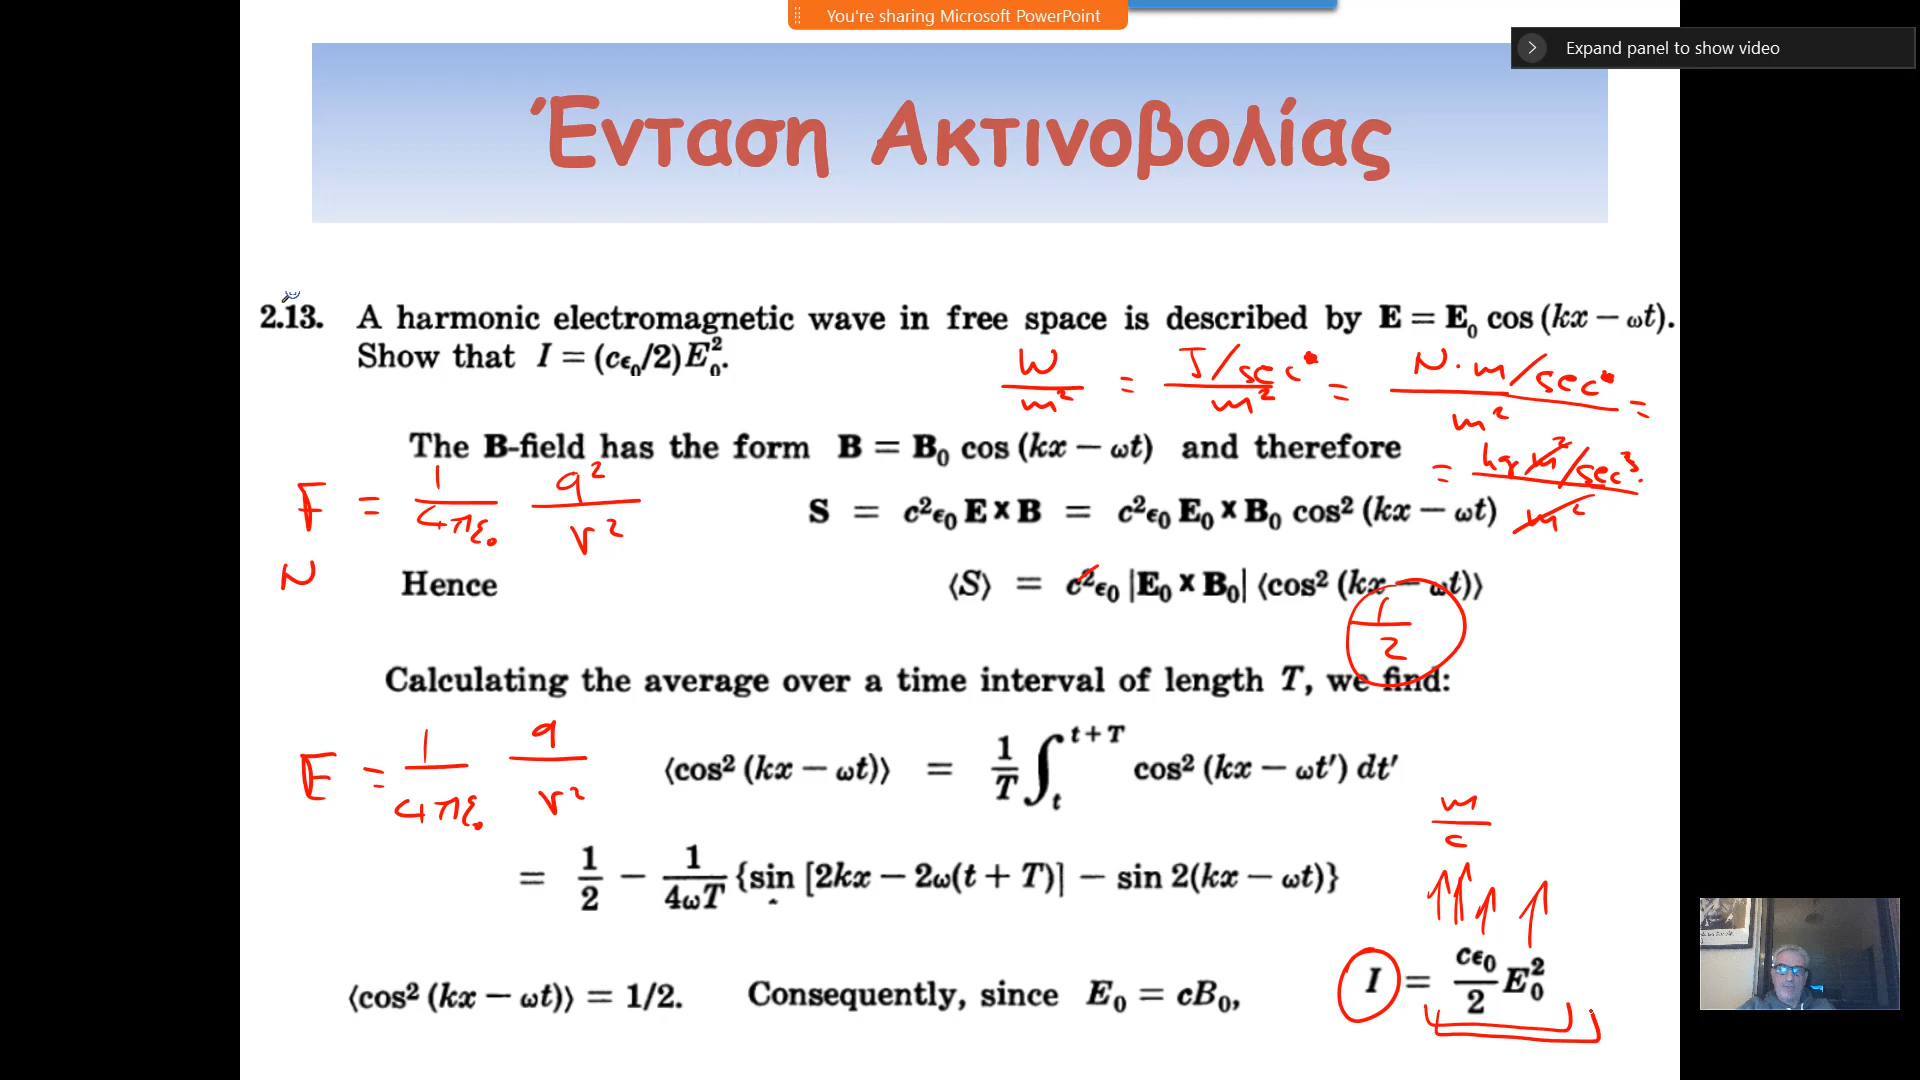 You're sharing Microsoft PowerPoint
Expand panel to show video
Ένταση Ακτινοβολίας
2.13. A harmonic electromagnetic wave in free space is described by E = E₀ cos (kx − ωt).
Show that I = (cϵ₀/2)E₀².
W/m² = J/sec/m² = N·m/sec/m² =
= kg m²/sec³/m²
The B-field has the form B = B₀ cos (kx − ωt) and therefore
F = 1/4πε₀ q²/r²
S = c²ϵ₀ E × B = c²ϵ₀ E₀ × B₀ cos² (kx − ωt)
N
Hence ⟨S⟩ = c²ϵ₀ |E₀ × B₀| ⟨cos² (kx − ωt)⟩
1/2
Calculating the average over a time interval of length T, we find:
E = 1/4πε₀ q/r²
⟨cos² (kx − ωt)⟩ = 1/T ∫ₜᵗ⁺ᵀ cos² (kx − ωt′) dt′
m/c
= 1/2 − 1/4ωT {sin [2kx − 2ω(t + T)] − sin 2(kx − ωt)}
⟨cos² (kx − ωt)⟩ = 1/2. Consequently, since E₀ = cB₀, I = cϵ₀/2 E₀²